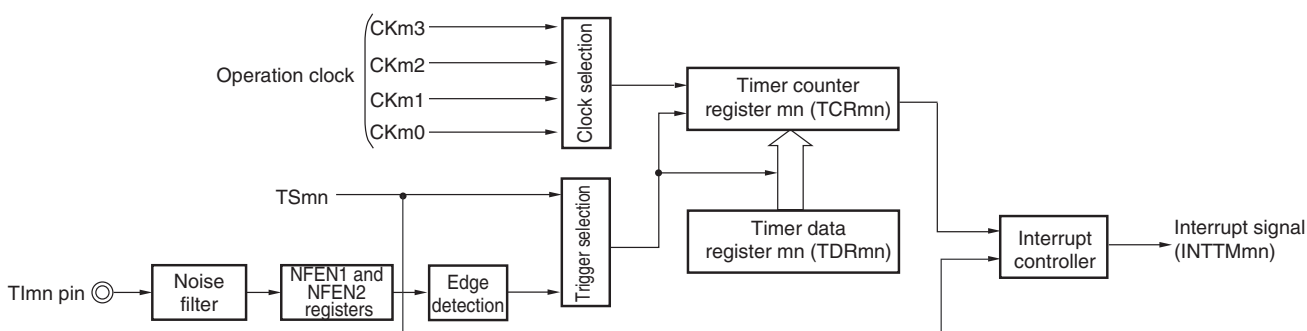 CKm3
CKm2
Operation clock
CKm1
CKm0
Clock selection
Timer counter
register mn (TCRmn)
TSmn
Trigger selection
Timer data
register mn (TDRmn)
Interrupt
controller
Interrupt signal
(INTTMmn)
TImn pin
Noise
filter
NFEN1 and
NFEN2
registers
Edge
detection